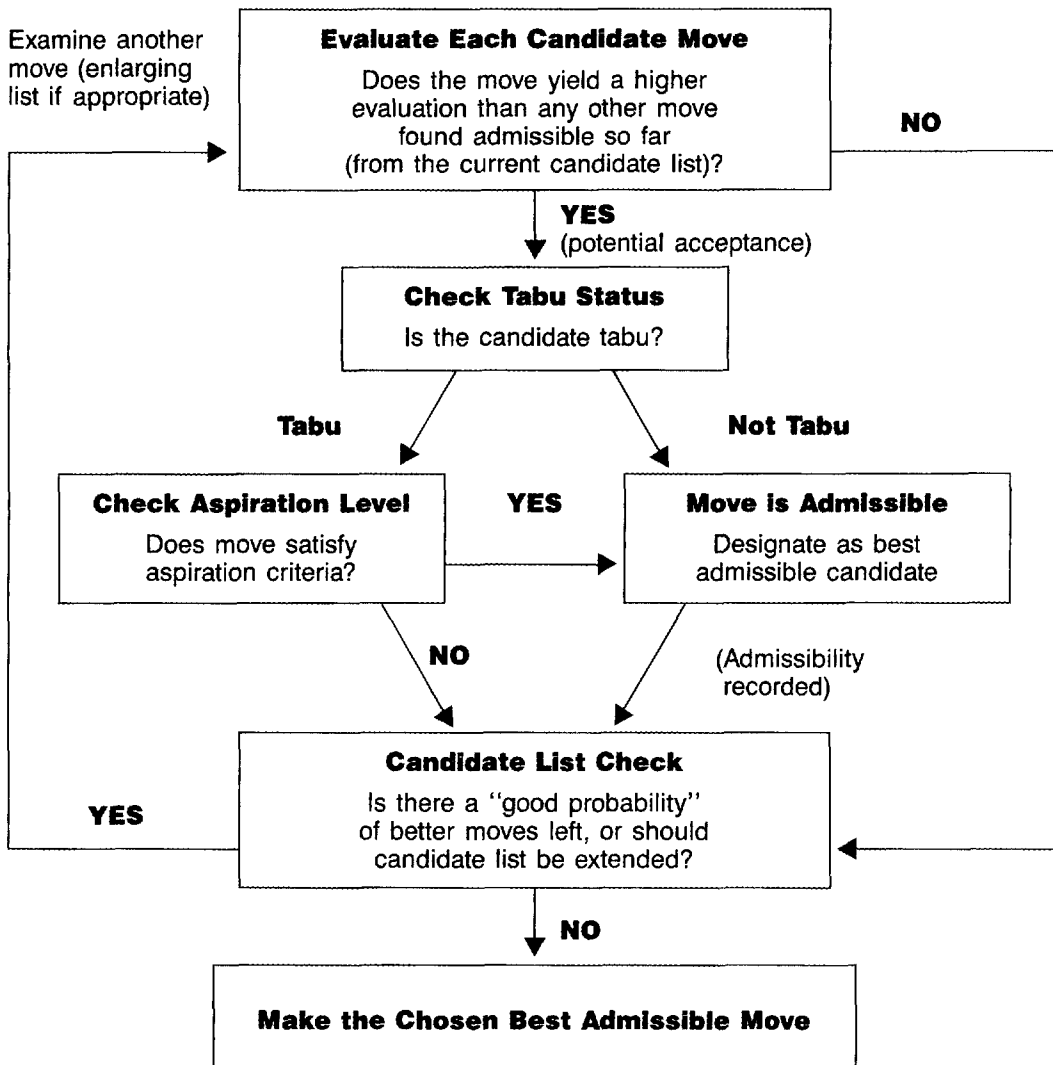 Examine another
move (enlarging
list if appropriate)
Evaluate Each Candidate Move
Does the move yield a higher
evaluation than any other move
found admissible so far
(from the current candidate list)?
NO
YES
(potential acceptance)
Check Tabu Status
Is the candidate tabu?
Tabu
Not Tabu
Check Aspiration Level
Does move satisfy
aspiration criteria?
YES
Move is Admissible
Designate as best
admissible candidate
NO
(Admissibility
recorded)
Candidate List Check
Is there a “good probability”
of better moves left, or should
candidate list be extended?
YES
NO
Make the Chosen Best Admissible Move